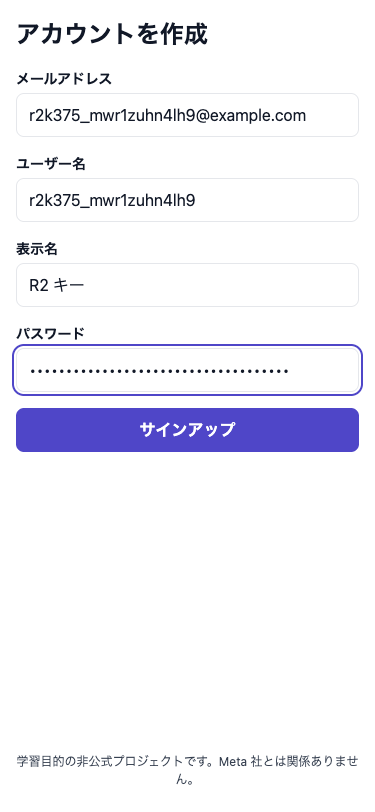 アカウントを作成
メールアドレス
r2k375_mwr1zuhn4lh9@example.com
ユーザー名
r2k375_mwr1zuhn4lh9
表示名
R2 キー
パスワード
••••••••••••••••••••••••••••••••••••
サインアップ
学習目的の非公式プロジェクトです。Meta 社とは関係ありませ
ん。